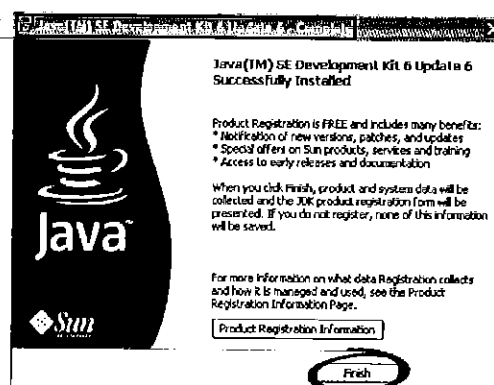 Java(TM) SE Development Kit 6 Update 6 - Complete
Java(TM) SE Development Kit 6 Update 6
Successfully Installed
Product Registration is FREE and includes many benefits:
* Notification of new versions, patches, and updates
* Special offers on Sun products, services and training
* Access to early releases and documentation
When you click Finish, product and system data will be
collected and the JDK product registration form will be
presented. If you do not register, none of this information
will be saved.
For more information on what data Registration collects
and how it is managed and used, see the Product
Registration Information Page.
Product Registration Information
Finish
Java
Sun